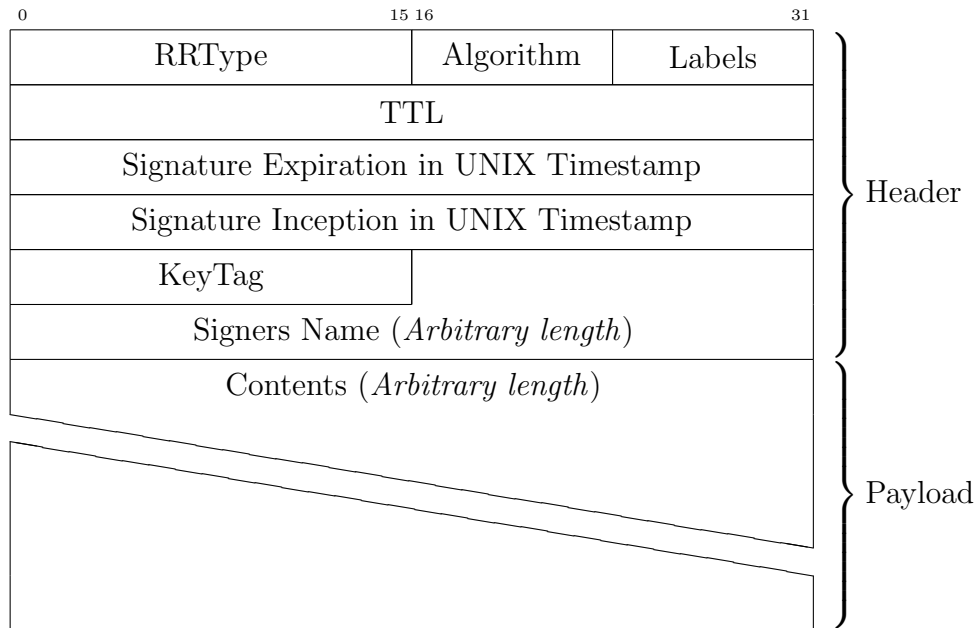 0 15 16 31
RRType Algorithm Labels
TTL
Signature Expiration in UNIX Timestamp
Signature Inception in UNIX Timestamp
Header
KeyTag
Signers Name (Arbitrary length)
Contents (Arbitrary length)
Payload